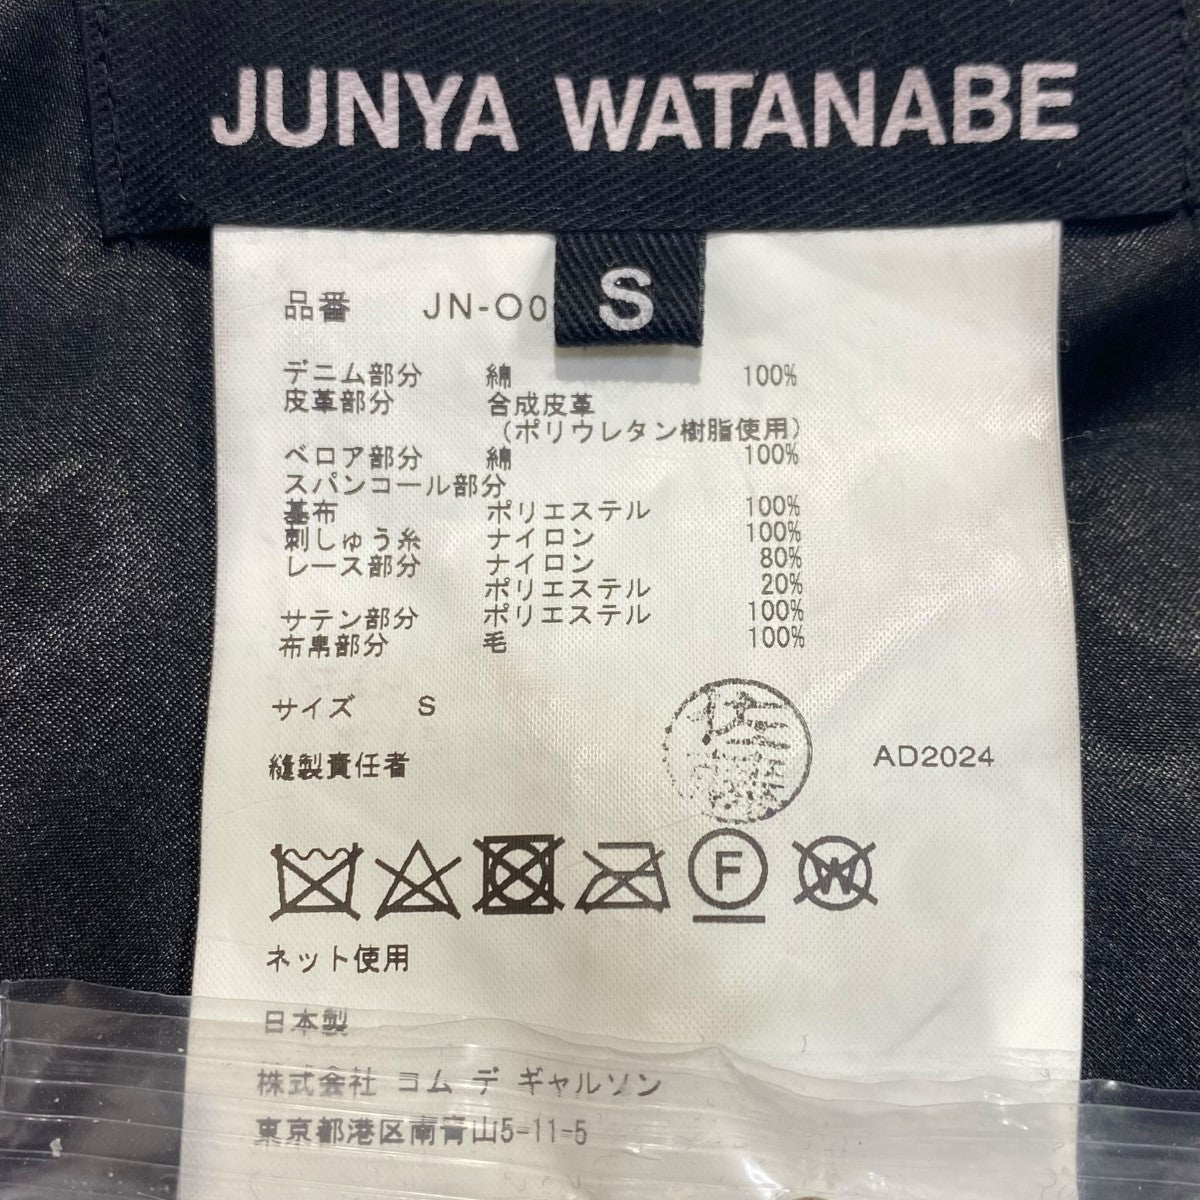 JUNYA WATANABE
S
品番 JN-O0
デニム部分 綿 100%
皮革部分 合成皮革
(ポリウレタン樹脂使用)
ベロア部分 綿 100%
スパンコール部分
基布 ポリエステル 100%
刺しゅう糸 ナイロン 100%
レース部分 ナイロン 80%
ポリエステル 20%
サテン部分 ポリエステル 100%
布帛部分 毛 100%
サイズ S
縫製責任者 佐藤 AD2024
F W
ネット使用
日本製
株式会社 コム デ ギャルソン
東京都港区南青山5-11-5